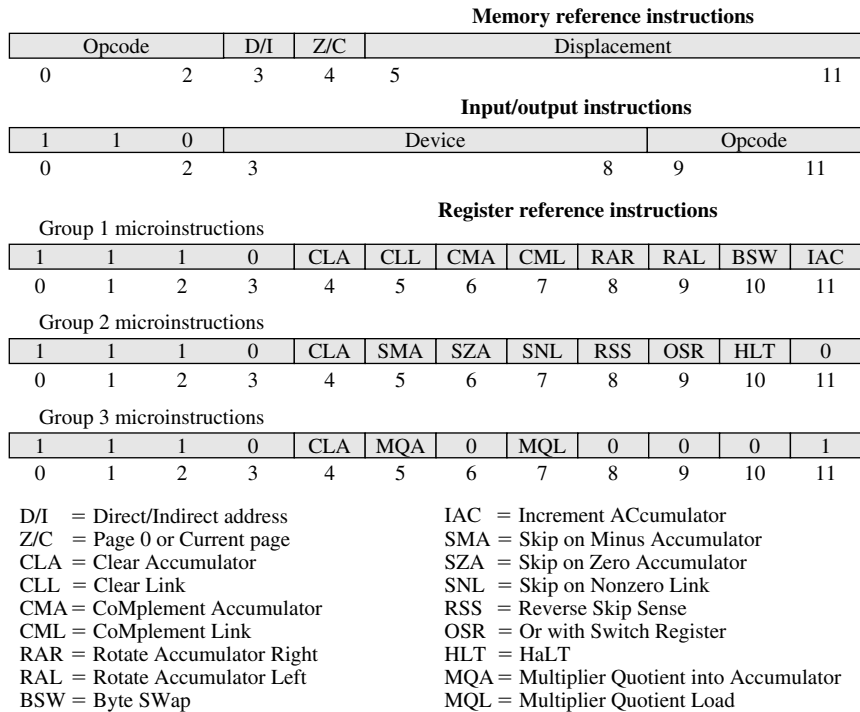 Memory reference instructions
Opcode D/I Z/C Displacement
0 2 3 4 5 11
Input/output instructions
1 1 0 Device Opcode
0 2 3 8 9 11
Register reference instructions
Group 1 microinstructions
1 1 1 0 CLA CLL CMA CML RAR RAL BSW IAC
0 1 2 3 4 5 6 7 8 9 10 11
Group 2 microinstructions
1 1 1 0 CLA SMA SZA SNL RSS OSR HLT 0
0 1 2 3 4 5 6 7 8 9 10 11
Group 3 microinstructions
1 1 1 0 CLA MQA 0 MQL 0 0 0 1
0 1 2 3 4 5 6 7 8 9 10 11
D/I = Direct/Indirect address
Z/C = Page 0 or Current page
CLA = Clear Accumulator
CLL = Clear Link
CMA = CoMplement Accumulator
CML = CoMplement Link
RAR = Rotate Accumulator Right
RAL = Rotate Accumulator Left
BSW = Byte SWap
IAC = Increment ACcumulator
SMA = Skip on Minus Accumulator
SZA = Skip on Zero Accumulator
SNL = Skip on Nonzero Link
RSS = Reverse Skip Sense
OSR = Or with Switch Register
HLT = HaLT
MQA = Multiplier Quotient into Accumulator
MQL = Multiplier Quotient Load